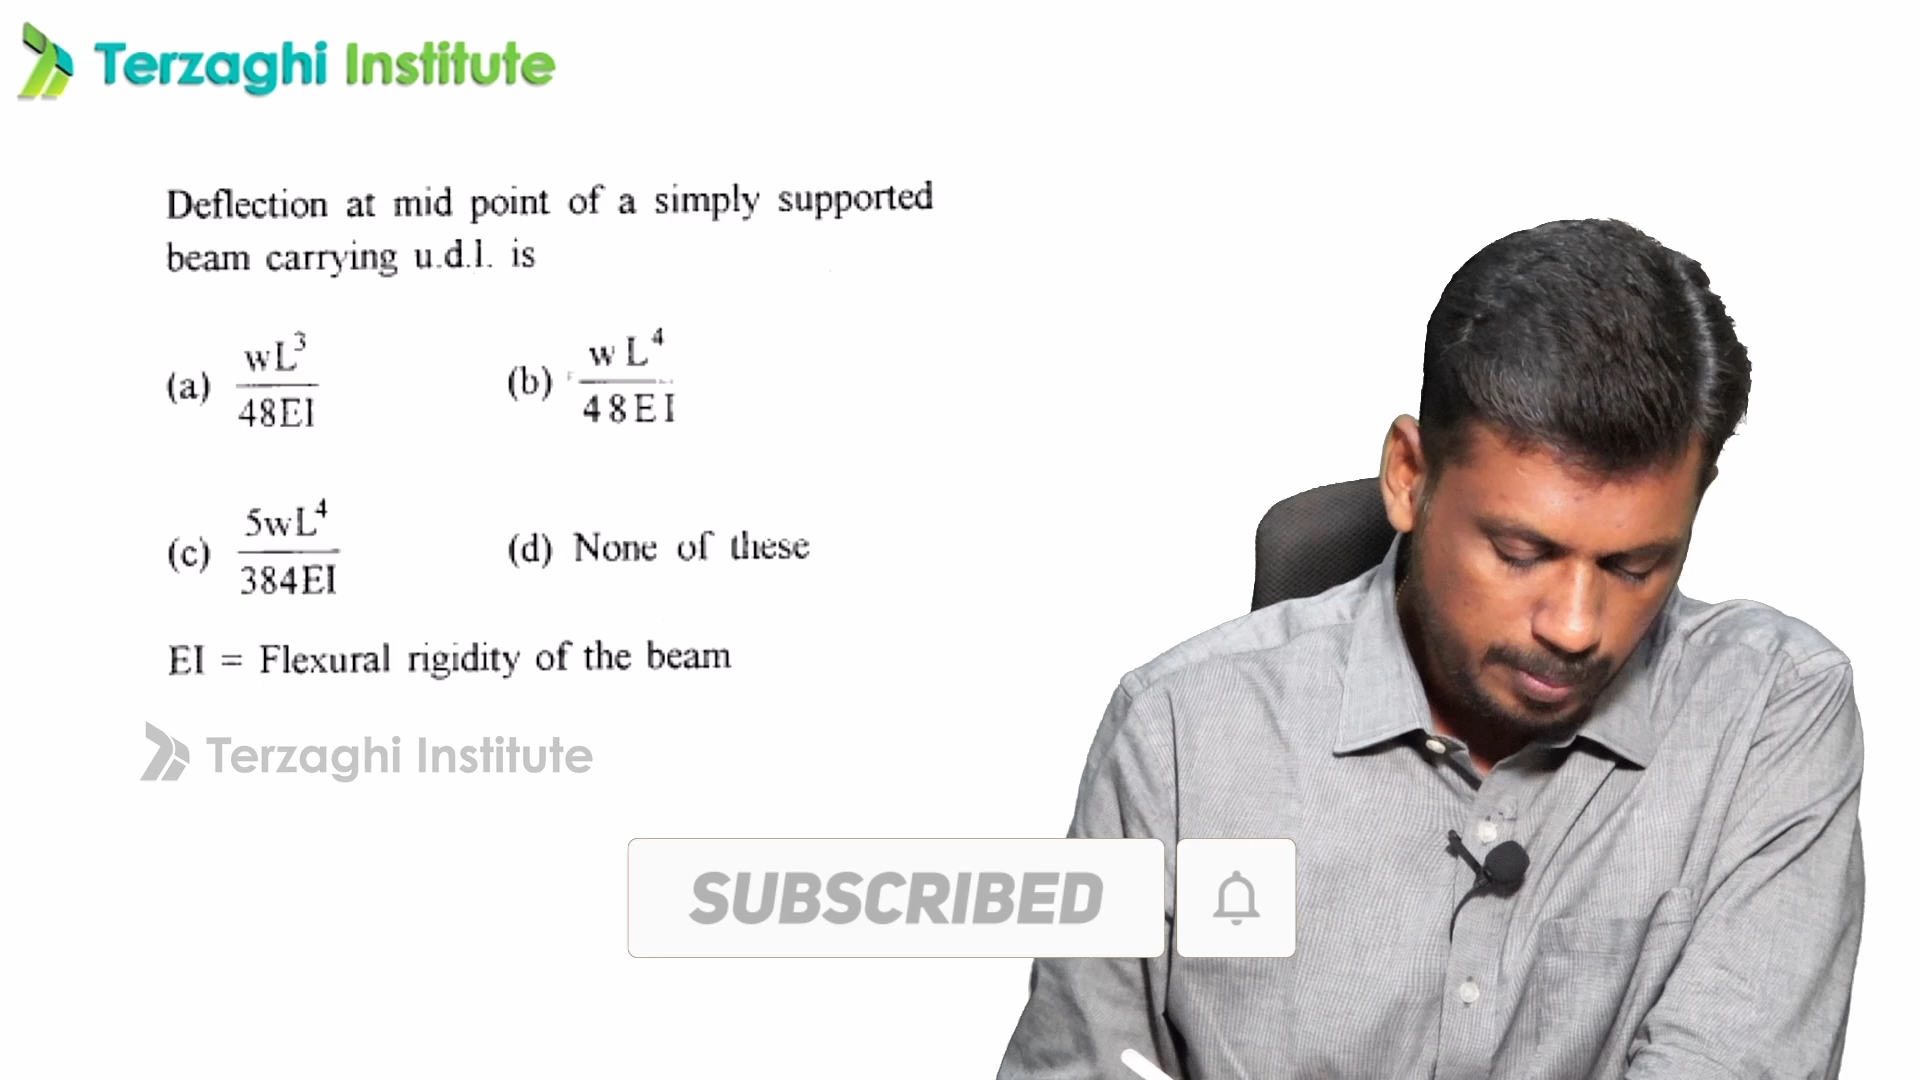 Terzaghi Institute
Deflection at mid point of a simply supported
beam carrying u.d.l. is
(a) wL³/48EI (b) wL⁴/48EI
(c) 5wL⁴/384EI (d) None of these
EI = Flexural rigidity of the beam
Terzaghi Institute
SUBSCRIBED